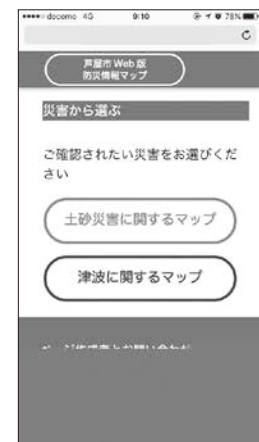 docomo 4G 9:10 78%
芦屋市 Web 版
防災情報マップ
災害から選ぶ
ご確認されたい災害をお選びくだ
さい
土砂災害に関するマップ
津波に関するマップ